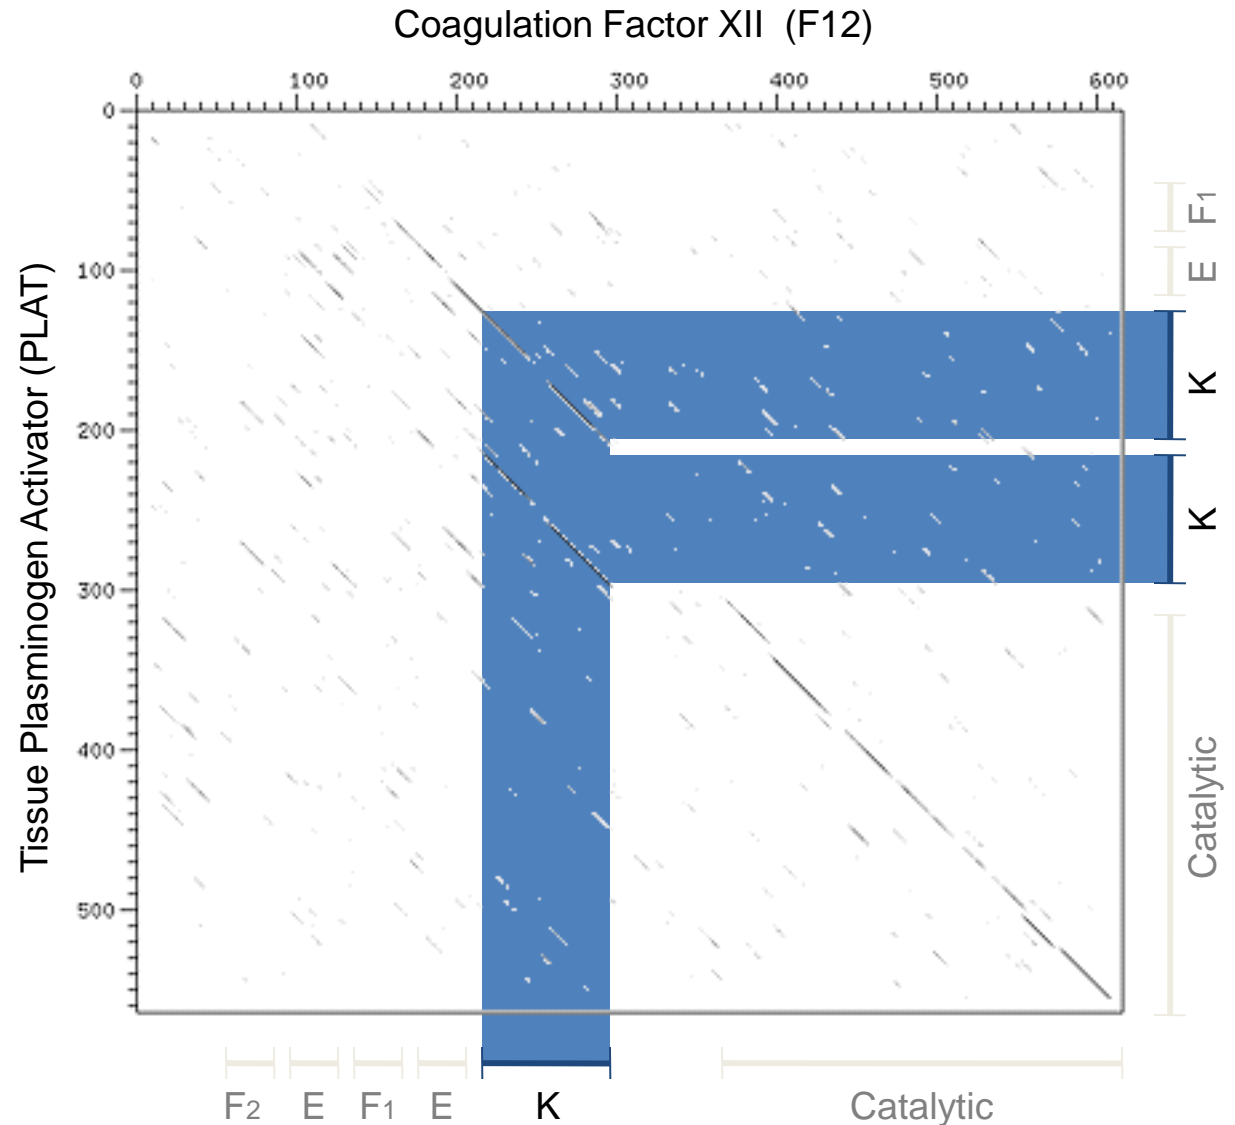 Coagulation Factor XII (F12)
0 100 200 300 400 500 600
Tissue Plasminogen Activator (PLAT)
0
100
200
300
400
500
F1
E
K
K
Catalytic
F2 E F1 E K Catalytic